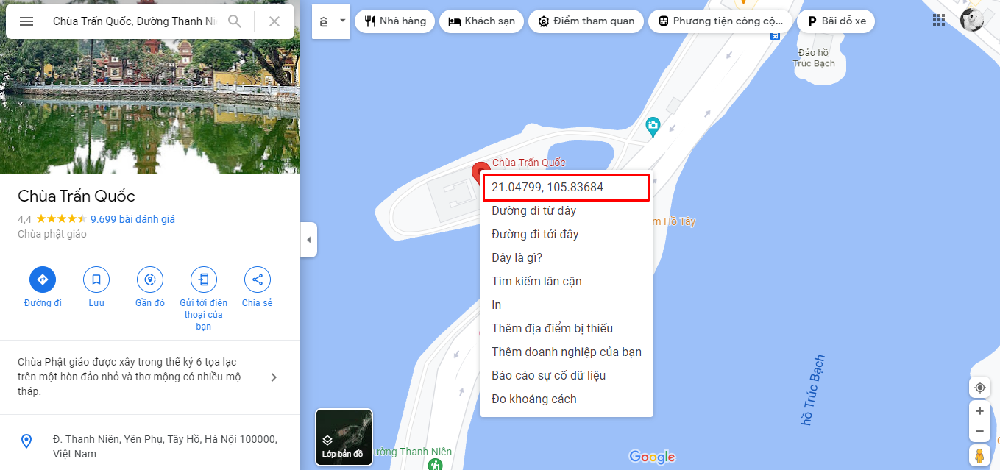 Chùa Trấn Quốc, Đường Thanh Ni
Chùa Trấn Quốc
4,4
9.699 bài đánh giá
Chùa phật giáo
Đường đi
Lưu
Gần đó
Gửi tới điện
thoại của
bạn
Chia sẻ
Chùa Phật giáo được xây trong thế kỷ 6 tọa lạc
trên một hòn đảo nhỏ và thơ mộng có nhiều mộ
tháp.
Đ. Thanh Niên, Yên Phụ, Tây Hồ, Hà Nội 100000,
Việt Nam
ê
Nhà hàng
Khách sạn
Điểm tham quan
Phương tiện công cộ...
Bãi đỗ xe
Đảo hồ
Trúc Bạch
Chùa Trấn Quốc
21.04799, 105.83684
Đường đi từ đây
Đường đi tới đây
Đây là gì?
Tìm kiếm lân cận
In
Thêm địa điểm bị thiếu
Thêm doanh nghiệp của bạn
Báo cáo sự cố dữ liệu
Đo khoảng cách
m Hồ Tây
hồ Trúc Bạch
Lớp bản đồ
ường Thanh Niên
Google